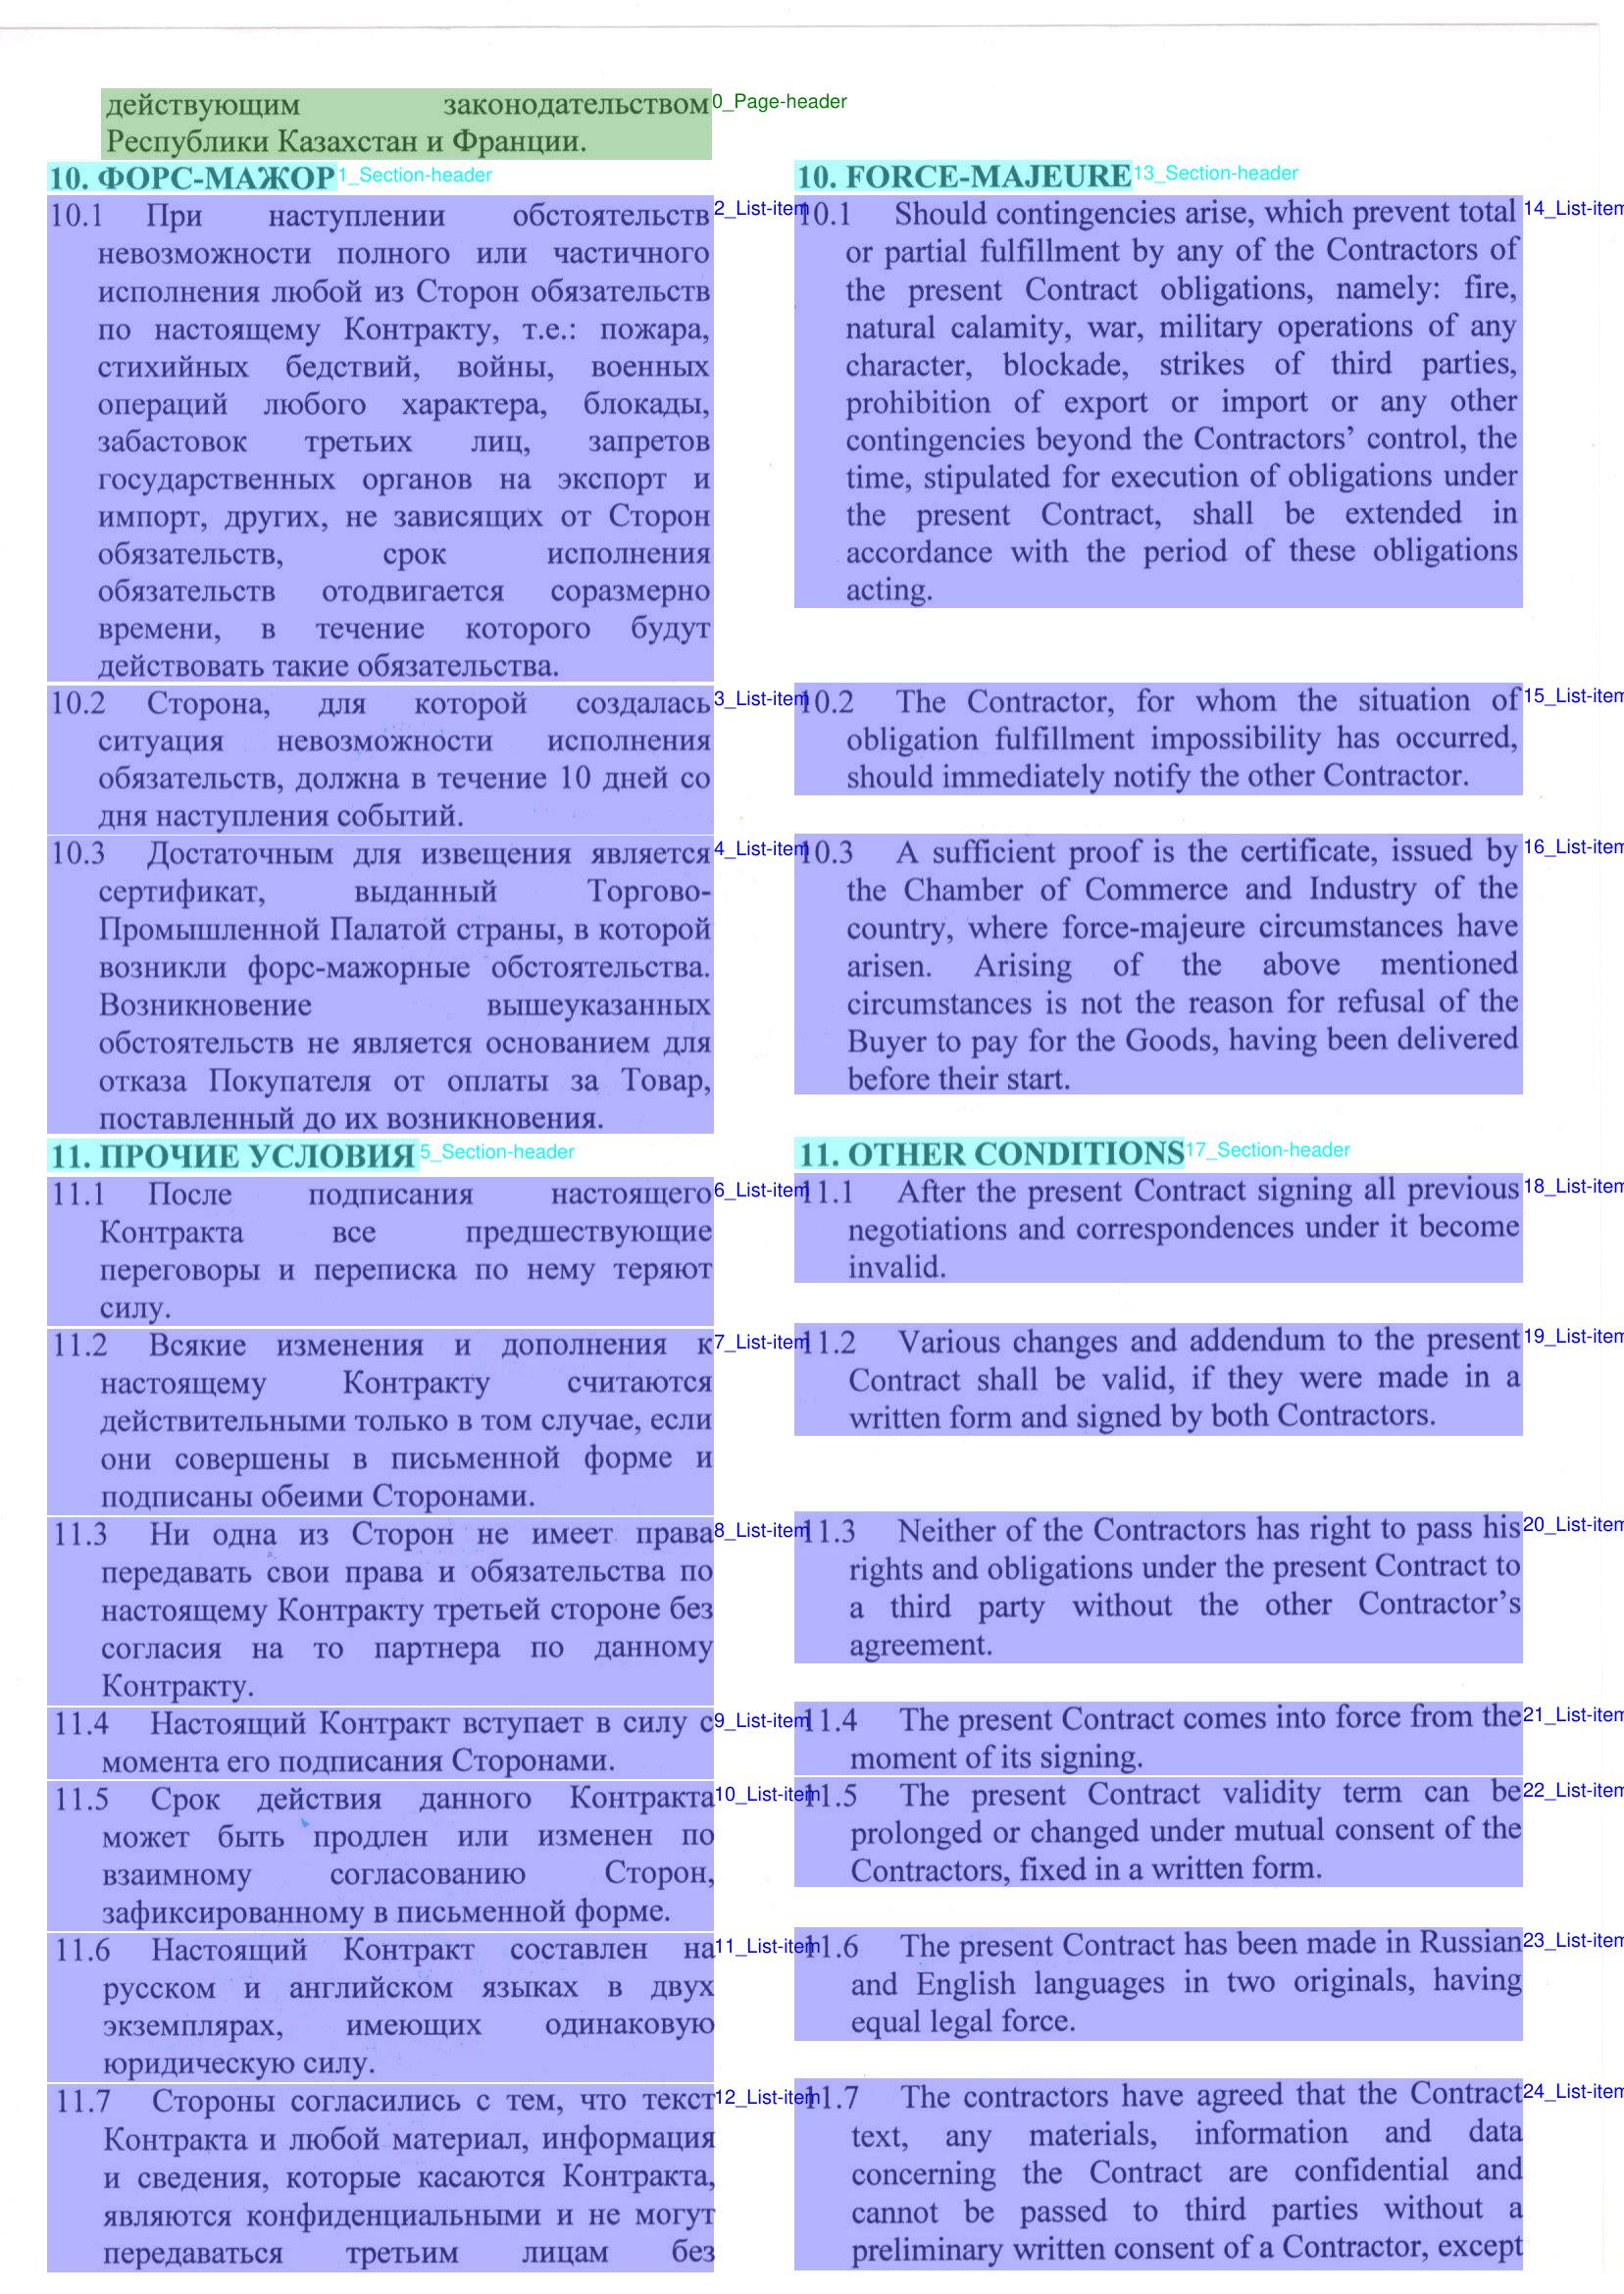 действующим законодательством
Республики Казахстан и Франции.
0_Page-header
10. ФОРС-МАЖОР
1_Section-header
10.1 При наступлении обстоятельств
2_List-item
невозможности полного или частичного
исполнения любой из Сторон обязательств
по настоящему Контракту, т.е.: пожара,
стихийных бедствий, войны, военных
операций любого характера, блокады,
забастовок третьих лиц, запретов
государственных органов на экспорт и
импорт, других, не зависящих от Сторон
обязательств, срок исполнения
обязательств отодвигается соразмерно
времени, в течение которого будут
действовать такие обязательства.
10.2 Сторона, для которой создалась
3_List-item
ситуация невозможности исполнения
обязательств, должна в течение 10 дней со
дня наступления событий.
10.3 Достаточным для извещения является
4_List-item
сертификат, выданный Торгово-
Промышленной Палатой страны, в которой
возникли форс-мажорные обстоятельства.
Возникновение вышеуказанных
обстоятельств не является основанием для
отказа Покупателя от оплаты за Товар,
поставленный до их возникновения.
11. ПРОЧИЕ УСЛОВИЯ
5_Section-header
11.1 После подписания настоящего
6_List-item
Контракта все предшествующие
переговоры и переписка по нему теряют
силу.
11.2 Всякие изменения и дополнения к
7_List-item
настоящему Контракту считаются
действительными только в том случае, если
они совершены в письменной форме и
подписаны обеими Сторонами.
11.3 Ни одна из Сторон не имеет права
8_List-item
передавать свои права и обязательства по
настоящему Контракту третьей стороне без
согласия на то партнера по данному
Контракту.
11.4 Настоящий Контракт вступает в силу с
9_List-item
момента его подписания Сторонами.
11.5 Срок действия данного Контракта
10_List-item
может быть продлен или изменен по
взаимному согласованию Сторон,
зафиксированному в письменной форме.
11.6 Настоящий Контракт составлен на
11_List-item
русском и английском языках в двух
экземплярах, имеющих одинаковую
юридическую силу.
11.7 Стороны согласились с тем, что текст
12_List-item
Контракта и любой материал, информация
и сведения, которые касаются Контракта,
являются конфиденциальными и не могут
передаваться третьим лицам без
10. FORCE-MAJEURE
13_Section-header
10.1 Should contingencies arise, which prevent total
14_List-item
or partial fulfillment by any of the Contractors of
the present Contract obligations, namely: fire,
natural calamity, war, military operations of any
character, blockade, strikes of third parties,
prohibition of export or import or any other
contingencies beyond the Contractors’ control, the
time, stipulated for execution of obligations under
the present Contract, shall be extended in
accordance with the period of these obligations
acting.
10.2 The Contractor, for whom the situation of
15_List-item
obligation fulfillment impossibility has occurred,
should immediately notify the other Contractor.
10.3 A sufficient proof is the certificate, issued by
16_List-item
the Chamber of Commerce and Industry of the
country, where force-majeure circumstances have
arisen. Arising of the above mentioned
circumstances is not the reason for refusal of the
Buyer to pay for the Goods, having been delivered
before their start.
11. OTHER CONDITIONS
17_Section-header
11.1 After the present Contract signing all previous
18_List-item
negotiations and correspondences under it become
invalid.
11.2 Various changes and addendum to the present
19_List-item
Contract shall be valid, if they were made in a
written form and signed by both Contractors.
11.3 Neither of the Contractors has right to pass his
20_List-item
rights and obligations under the present Contract to
a third party without the other Contractor’s
agreement.
11.4 The present Contract comes into force from the
21_List-item
moment of its signing.
11.5 The present Contract validity term can be
22_List-item
prolonged or changed under mutual consent of the
Contractors, fixed in a written form.
11.6 The present Contract has been made in Russian
23_List-item
and English languages in two originals, having
equal legal force.
11.7 The contractors have agreed that the Contract
24_List-item
text, any materials, information and data
concerning the Contract are confidential and
cannot be passed to third parties without a
preliminary written consent of a Contractor, except